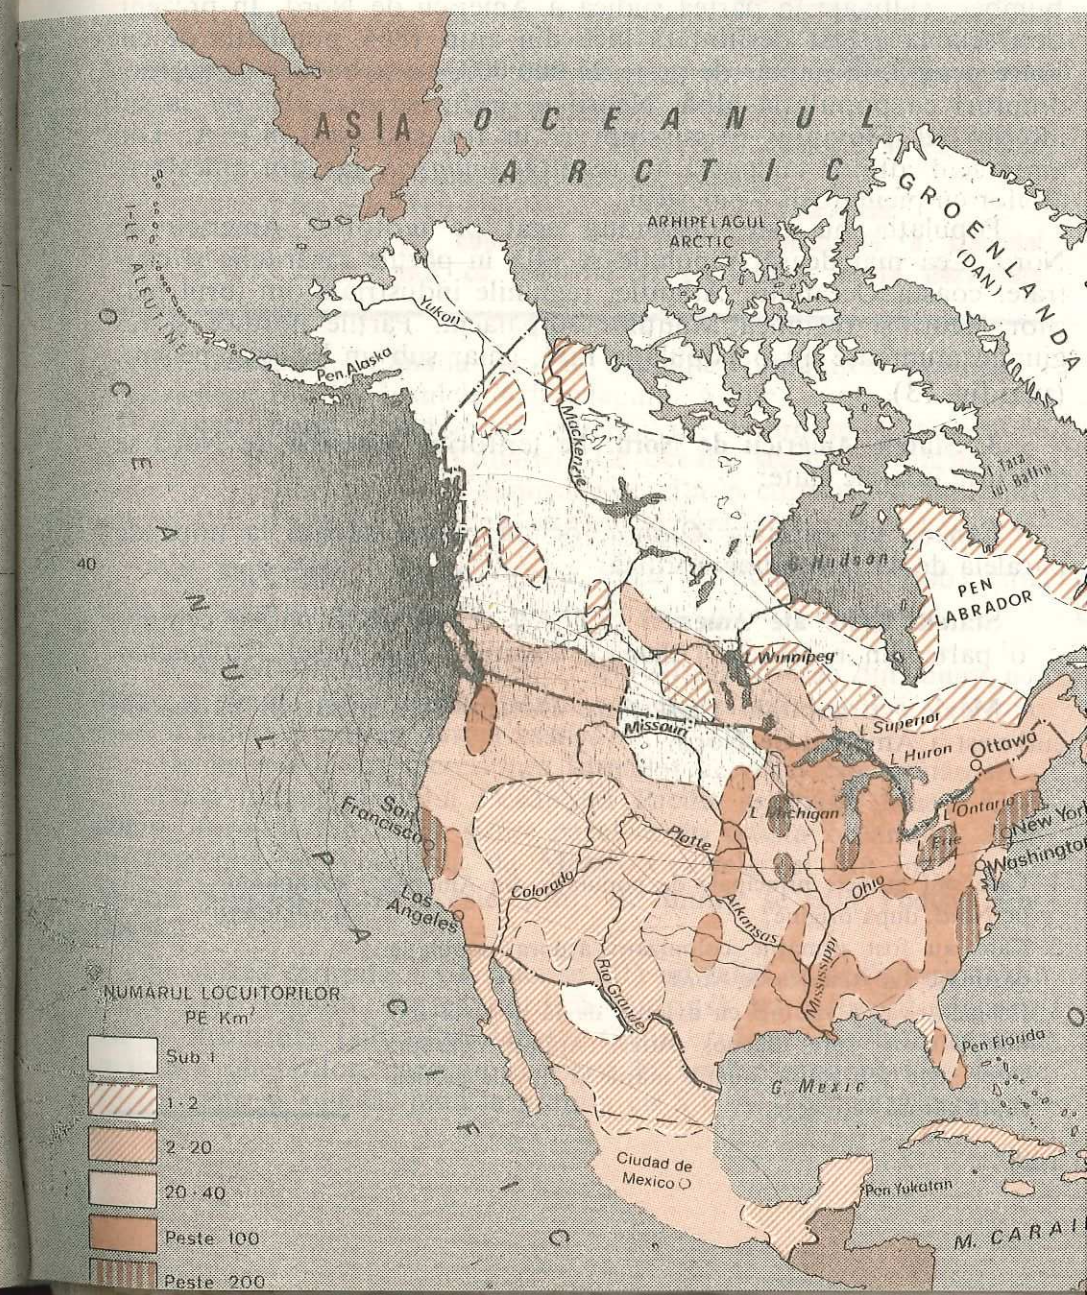 ASIA
OCEANUL
ARCTIC
GROENLANDA
(DAN)
ARHIPELAGUL
ARCTIC
I-LE
ALEUTINE
Yukon
Pen Alaska
Mackenzie
Tara
lui Baffin
OCEANUL PACIFIC
40
G. Hudson
PEN
LABRADOR
L Winnipeg
Missouri
L Superior
L Huron
Ottawa
San
Francisco
L Michigan
L Ontario
L Erie
New York
Washington
Platte
Colorado
Ohio
Los
Angeles
Arkansas
Mississippi
Rio Grande
NUMARUL LOCUITORILOR
PE Km²
Sub 1
1-2
2-20
20-40
Peste 100
Peste 200
Pen Florida
G. Mexic
Ciudad de
Mexico
Pen Yukatan
M. CARAI